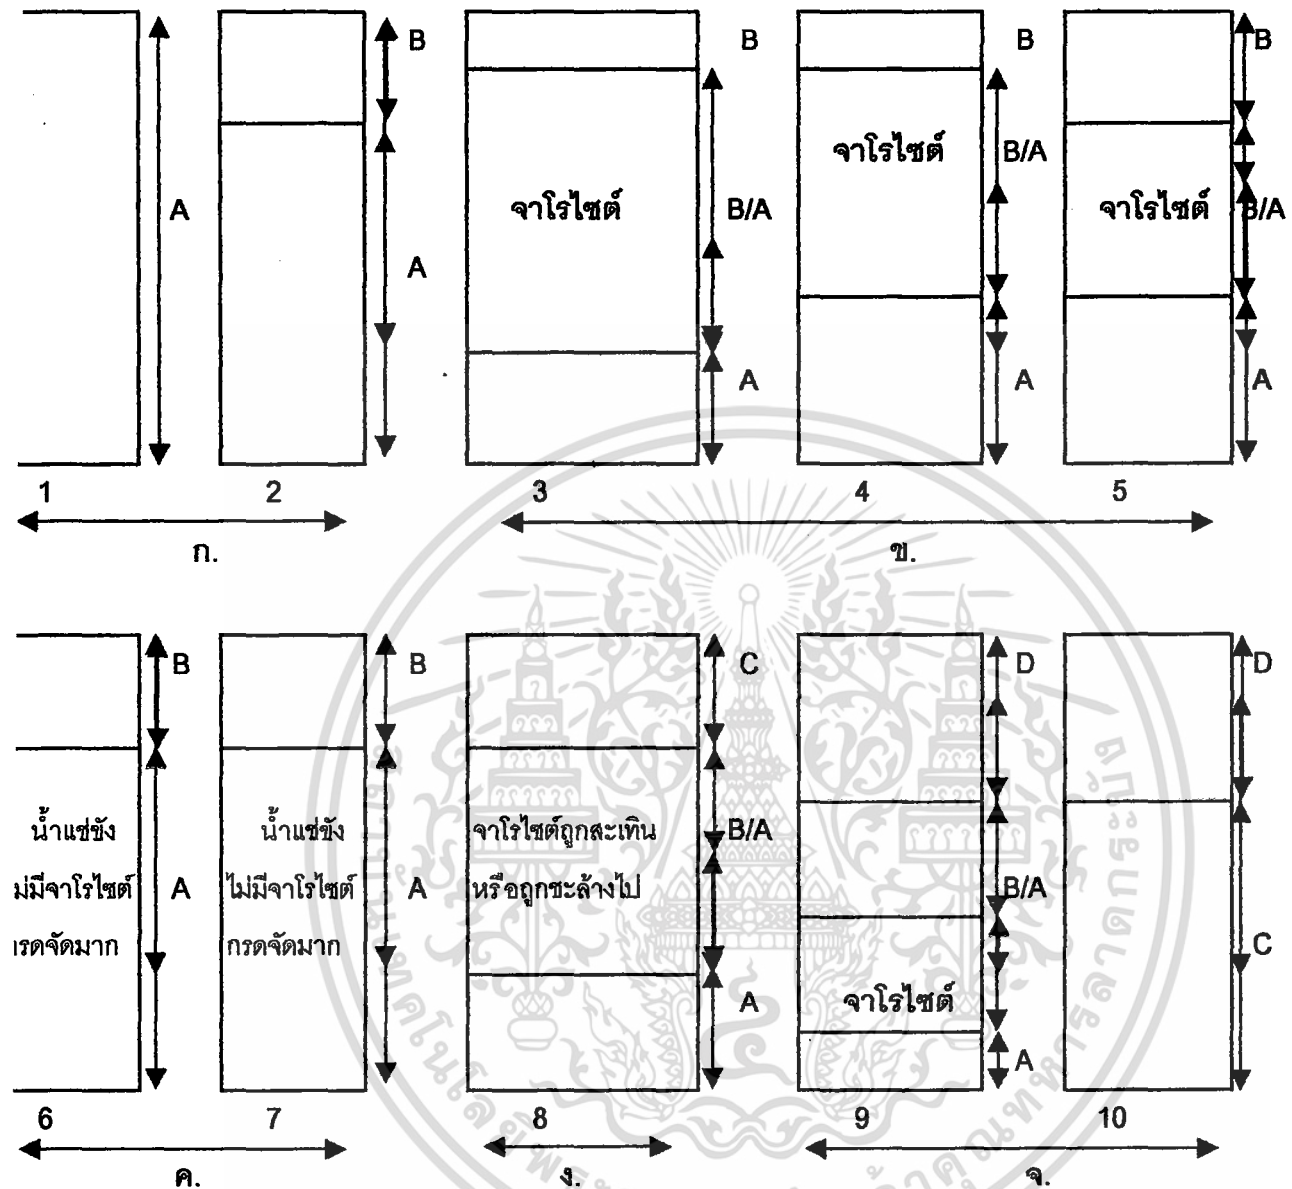 B B B B
A จาโรไซต์ B/A จาโรไซต์ B/A จาโรไซต์ B/A
A
A A A
1 2 3 4 5
ก. ข.
B B C D D
น้ำแช่ขัง น้ำแช่ขัง จาโรไซต์ถูกสะเทิน B/A
A ไม่มีจาโรไซต์ A หรือถูกชะล้างไป B/A
กรดจัดมาก C
จาโรไซต์
A A
6 7 8 9 10
ค. ง. จ.